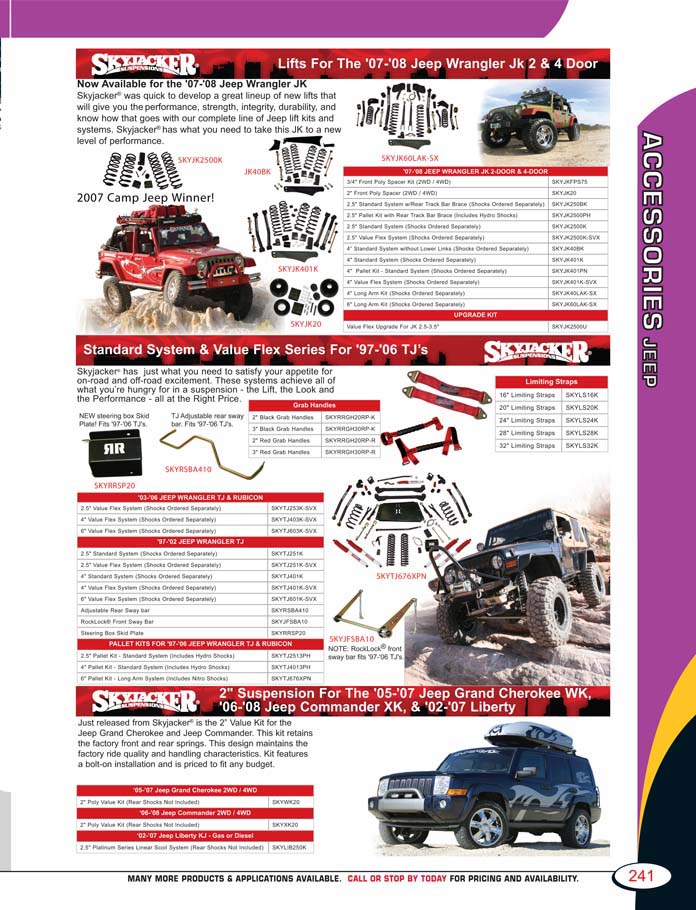 SKYJACKER®
SUSPENSIONS
Lifts For The '07-'08 Jeep Wrangler Jk 2 & 4 Door
Now Available for the '07-'08 Jeep Wrangler JK
Skyjacker® was quick to develop a great lineup of new lifts that
will give you the performance, strength, integrity, durability, and
know how that goes with our complete line of Jeep lift kits and
systems. Skyjacker® has what you need to take this JK to a new
level of performance.
SKYJK2500K
JK40BK
SKYJK60LAK-SX
2007 Camp Jeep Winner!
SKYJK401K
SKYJK20
'07-'08 JEEP WRANGLER JK 2-DOOR & 4-DOOR
3/4" Front Poly Spacer Kit (2WD / 4WD) SKYJKFPS75
2" Front Poly Spacer (2WD / 4WD) SKYJK20
2.5" Standard System w/Rear Track Bar Brace (Shocks Ordered Separately) SKYJK250BK
2.5" Pallet Kit with Rear Track Bar Brace (Includes Hydro Shocks) SKYJK2500PH
2.5" Standard System (Shocks Ordered Separately) SKYJK2500K
2.5" Value Flex System (Shocks Ordered Separately) SKYJK2500K-SVX
4" Standard System without Lower Links (Shocks Ordered Separately) SKYJK40BK
4" Standard System (Shocks Ordered Separately) SKYJK401K
4" Pallet Kit - Standard System (Shocks Ordered Separately) SKYJK401PN
4" Value Flex System (Shocks Ordered Separately) SKYJK401K-SVX
4" Long Arm Kit (Shocks Ordered Separately) SKYJK40LAK-SX
6" Long Arm Kit (Shocks Ordered Separately) SKYJK60LAK-SX
UPGRADE KIT
Value Flex Upgrade For JK 2.5-3.5" SKYJK2500U
ACCESSORIES JEEP
Standard System & Value Flex Series For '97-'06 TJ's
SKYJACKER®
SUSPENSIONS
Skyjacker® has just what you need to satisfy your appetite for
on-road and off-road excitement. These systems achieve all of
what you're hungry for in a suspension - the Lift, the Look and
the Performance - all at the Right Price.
NEW steering box Skid
Plate! Fits '97-'06 TJ's.
TJ Adjustable rear sway
bar. Fits '97-'06 TJ's.
RR
SKYRSBA410
SKYRRSP20
Grab Handles
2" Black Grab Handles SKYRRGH20RP-K
3" Black Grab Handles SKYRRGH30RP-K
2" Red Grab Handles SKYRRGH20RP-R
3" Red Grab Handles SKYRRGH30RP-R
Limiting Straps
16" Limiting Straps SKYLS16K
20" Limiting Straps SKYLS20K
24" Limiting Straps SKYLS24K
28" Limiting Straps SKYLS28K
32" Limiting Straps SKYLS32K
'03-'06 JEEP WRANGLER TJ & RUBICON
2.5" Value Flex System (Shocks Ordered Separately) SKYTJ253K-SVX
4" Value Flex System (Shocks Ordered Separately) SKYTJ403K-SVX
6" Value Flex System (Shocks Ordered Separately) SKYTJ603K-SVX
'97-'02 JEEP WRANGLER TJ
2.5" Standard System (Shocks Ordered Separately) SKYTJ251K
2.5" Value Flex System (Shocks Ordered Separately) SKYTJ251K-SVX
4" Standard System (Shocks Ordered Separately) SKYTJ401K
4" Value Flex System (Shocks Ordered Separately) SKYTJ401K-SVX
6" Value Flex System (Shocks Ordered Separately) SKYTJ601K-SVX
Adjustable Rear Sway bar SKYRSBA410
RockLock® Front Sway Bar SKYJFSBA10
Steering Box Skid Plate SKYRRSP20
PALLET KITS FOR '97-'06 JEEP WRANGLER TJ & RUBICON
2.5" Pallet Kit - Standard System (Includes Hydro Shocks) SKYTJ2513PH
4" Pallet Kit - Standard System (Includes Hydro Shocks) SKYTJ4013PH
6" Pallet Kit - Long Arm System (Includes Nitro Shocks) SKYTJ676XPN
SKYTJ676XPN
SKYJFSBA10
NOTE: RockLock® front
sway bar fits '97-'06 TJ's.
SKYJACKER®
SUSPENSIONS
2" Suspension For The '05-'07 Jeep Grand Cherokee WK,
'06-'08 Jeep Commander XK, & '02-'07 Liberty
Just released from Skyjacker® is the 2" Value Kit for the
Jeep Grand Cherokee and Jeep Commander. This kit retains
the factory front and rear springs. This design maintains the
factory ride quality and handling characteristics. Kit features
a bolt-on installation and is priced to fit any budget.
'05-'07 Jeep Grand Cherokee 2WD / 4WD
2" Poly Value Kit (Rear Shocks Not Included) SKYWK20
'06-'08 Jeep Commander 2WD / 4WD
2" Poly Value Kit (Rear Shocks Not Included) SKYXK20
'02-'07 Jeep Liberty KJ - Gas or Diesel
2.5" Platinum Series Linear Scoil System (Rear Shocks Not Included) SKYLIB250K
MANY MORE PRODUCTS & APPLICATIONS AVAILABLE. CALL OR STOP BY TODAY FOR PRICING AND AVAILABILITY.
241